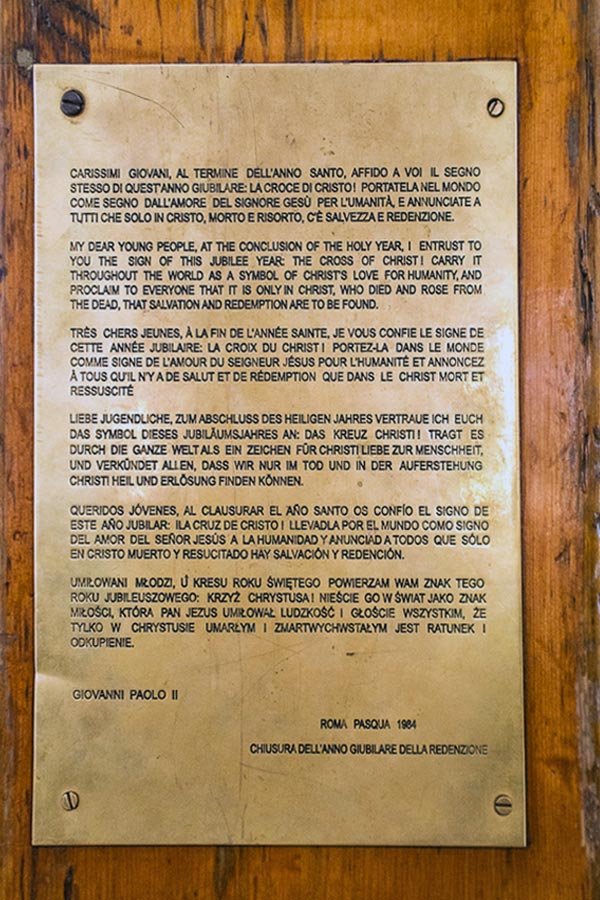 CARISSIMI GIOVANI, AL TERMINE DELL'ANNO SANTO, AFFIDO A VOI IL SEGNO
STESSO DI QUEST'ANNO GIUBILARE: LA CROCE DI CRISTO! PORTATELA NEL MONDO
COME SEGNO DALL'AMORE DEL SIGNORE GESÙ PER L'UMANITÀ, E ANNUNCIATE A
TUTTI CHE SOLO IN CRISTO, MORTO E RISORTO, C'È SALVEZZA E REDENZIONE.
MY DEAR YOUNG PEOPLE, AT THE CONCLUSION OF THE HOLY YEAR, I ENTRUST TO
YOU THE SIGN OF THIS JUBILEE YEAR: THE CROSS OF CHRIST! CARRY IT
THROUGHOUT THE WORLD AS A SYMBOL OF CHRIST'S LOVE FOR HUMANITY, AND
PROCLAIM TO EVERYONE THAT IT IS ONLY IN CHRIST, WHO DIED AND ROSE FROM
THE DEAD, THAT SALVATION AND REDEMPTION ARE TO BE FOUND.
TRÈS CHERS JEUNES, À LA FIN DE L'ANNÉE SAINTE, JE VOUS CONFIE LE SIGNE DE
CETTE ANNÉE JUBILAIRE: LA CROIX DU CHRIST! PORTEZ-LA DANS LE MONDE
COMME SIGNE DE L'AMOUR DU SEIGNEUR JÉSUS POUR L'HUMANITÉ ET ANNONCEZ
À TOUS QU'IL N'Y A DE SALUT ET DE RÉDEMPTION QUE DANS LE CHRIST MORT ET
RESSUSCITÉ
LIEBE JUGENDLICHE, ZUM ABSCHLUSS DES HEILIGEN JAHRES VERTRAUE ICH EUCH
DAS SYMBOL DIESES JUBILÄUMSJAHRES AN: DAS KREUZ CHRISTI! TRAGT ES
DURCH DIE GANZE WELT ALS EIN ZEICHEN FÛR CHRISTI LIEBE ZUR MENSCHHEIT,
UND VERKÜNDET ALLEN, DASS WIR NUR IM TOD UND IN DER AUFERSTEHUNG
CHRISTI HEIL UND ERLÖSUNG FINDEN KÖNNEN.
QUERIDOS JÓVENES, AL CLAUSURAR EL AÑO SANTO OS CONFÍO EL SIGNO DE
ESTE AÑO JUBILAR: ¡LA CRUZ DE CRISTO! LLEVADLA POR EL MUNDO COMO SIGNO
DEL AMOR DEL SEÑOR JESÚS A LA HUMANIDAD Y ANUNCIAD A TODOS QUE SÓLO
EN CRISTO MUERTO Y RESUCITADO HAY SALVACIÓN Y REDENCIÓN.
UMIŁOWANI MŁODZI, U KRESU ROKU ŚWIĘTEGO POWIERZAM WAM ZNAK TEGO
ROKU JUBILEUSZOWEGO: KRZYŻ CHRYSTUSA! NIEŚCIE GO W ŚWIAT JAKO ZNAK
MIŁOŚCI, KTÓRA PAN JEZUS UMIŁOWAŁ LUDZKOŚĆ I GŁOŚCIE WSZYSTKIM, ŻE
TYLKO W CHRYSTUSIE UMARŁYM I ZMARTWYCHWSTAŁYM JEST RATUNEK I
ODKUPIENIE.
GIOVANNI PAOLO II
ROMA PASQUA 1984
CHIUSURA DELL'ANNO GIUBILARE DELLA REDENZIONE